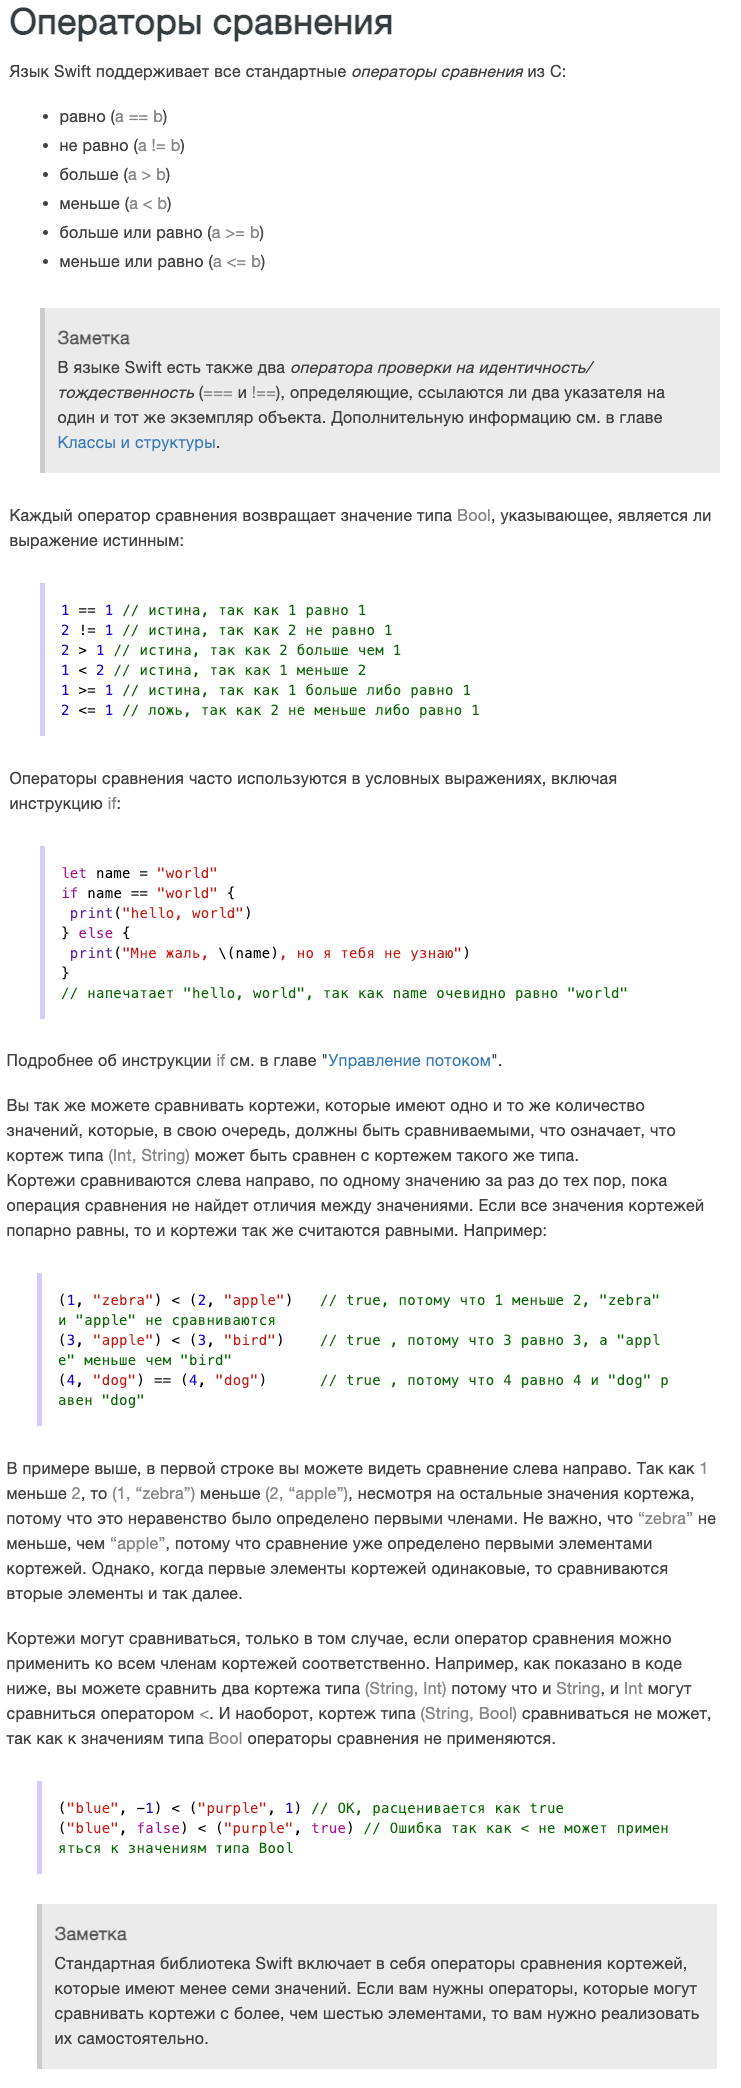 Операторы сравнения
Язык Swift поддерживает все стандартные операторы сравнения из C:
• равно (a == b)
• не равно (a != b)
• больше (a > b)
• меньше (a < b)
• больше или равно (a >= b)
• меньше или равно (a <= b)
Заметка
В языке Swift есть также два оператора проверки на идентичность/
тождественность (=== и !==), определяющие, ссылаются ли два указателя на
один и тот же экземпляр объекта. Дополнительную информацию см. в главе
Классы и структуры.
Каждый оператор сравнения возвращает значение типа Bool, указывающее, является ли
выражение истинным:
1 == 1 // истина, так как 1 равно 1
2 != 1 // истина, так как 2 не равно 1
2 > 1 // истина, так как 2 больше чем 1
1 < 2 // истина, так как 1 меньше 2
1 >= 1 // истина, так как 1 больше либо равно 1
2 <= 1 // ложь, так как 2 не меньше либо равно 1
Операторы сравнения часто используются в условных выражениях, включая
инструкцию if:
let name = "world"
if name == "world" {
 print("hello, world")
} else {
 print("Мне жаль, \(name), но я тебя не узнаю")
}
// напечатает "hello, world", так как name очевидно равно "world"
Подробнее об инструкции if см. в главе "Управление потоком".
Вы так же можете сравнивать кортежи, которые имеют одно и то же количество
значений, которые, в свою очередь, должны быть сравниваемыми, что означает, что
кортеж типа (Int, String) может быть сравнен с кортежем такого же типа.
Кортежи сравниваются слева направо, по одному значению за раз до тех пор, пока
операция сравнения не найдет отличия между значениями. Если все значения кортежей
попарно равны, то и кортежи так же считаются равными. Например:
(1, "zebra") < (2, "apple")   // true, потому что 1 меньше 2, "zebra"
и "apple" не сравниваются
(3, "apple") < (3, "bird")    // true , потому что 3 равно 3, а "appl
e" меньше чем "bird"
(4, "dog") == (4, "dog")      // true , потому что 4 равно 4 и "dog" р
авен "dog"
В примере выше, в первой строке вы можете видеть сравнение слева направо. Так как 1
меньше 2, то (1, “zebra”) меньше (2, “apple”), несмотря на остальные значения кортежа,
потому что это неравенство было определено первыми членами. Не важно, что “zebra” не
меньше, чем “apple”, потому что сравнение уже определено первыми элементами
кортежей. Однако, когда первые элементы кортежей одинаковые, то сравниваются
вторые элементы и так далее.
Кортежи могут сравниваться, только в том случае, если оператор сравнения можно
применить ко всем членам кортежей соответственно. Например, как показано в коде
ниже, вы можете сравнить два кортежа типа (String, Int) потому что и String, и Int могут
сравниться оператором <. И наоборот, кортеж типа (String, Bool) сравниваться не может,
так как к значениям типа Bool операторы сравнения не применяются.
("blue", -1) < ("purple", 1) // OK, расценивается как true
("blue", false) < ("purple", true) // Ошибка так как < не может примен
яться к значениям типа Bool
Заметка
Стандартная библиотека Swift включает в себя операторы сравнения кортежей,
которые имеют менее семи значений. Если вам нужны операторы, которые могут
сравнивать кортежи с более, чем шестью элементами, то вам нужно реализовать
их самостоятельно.